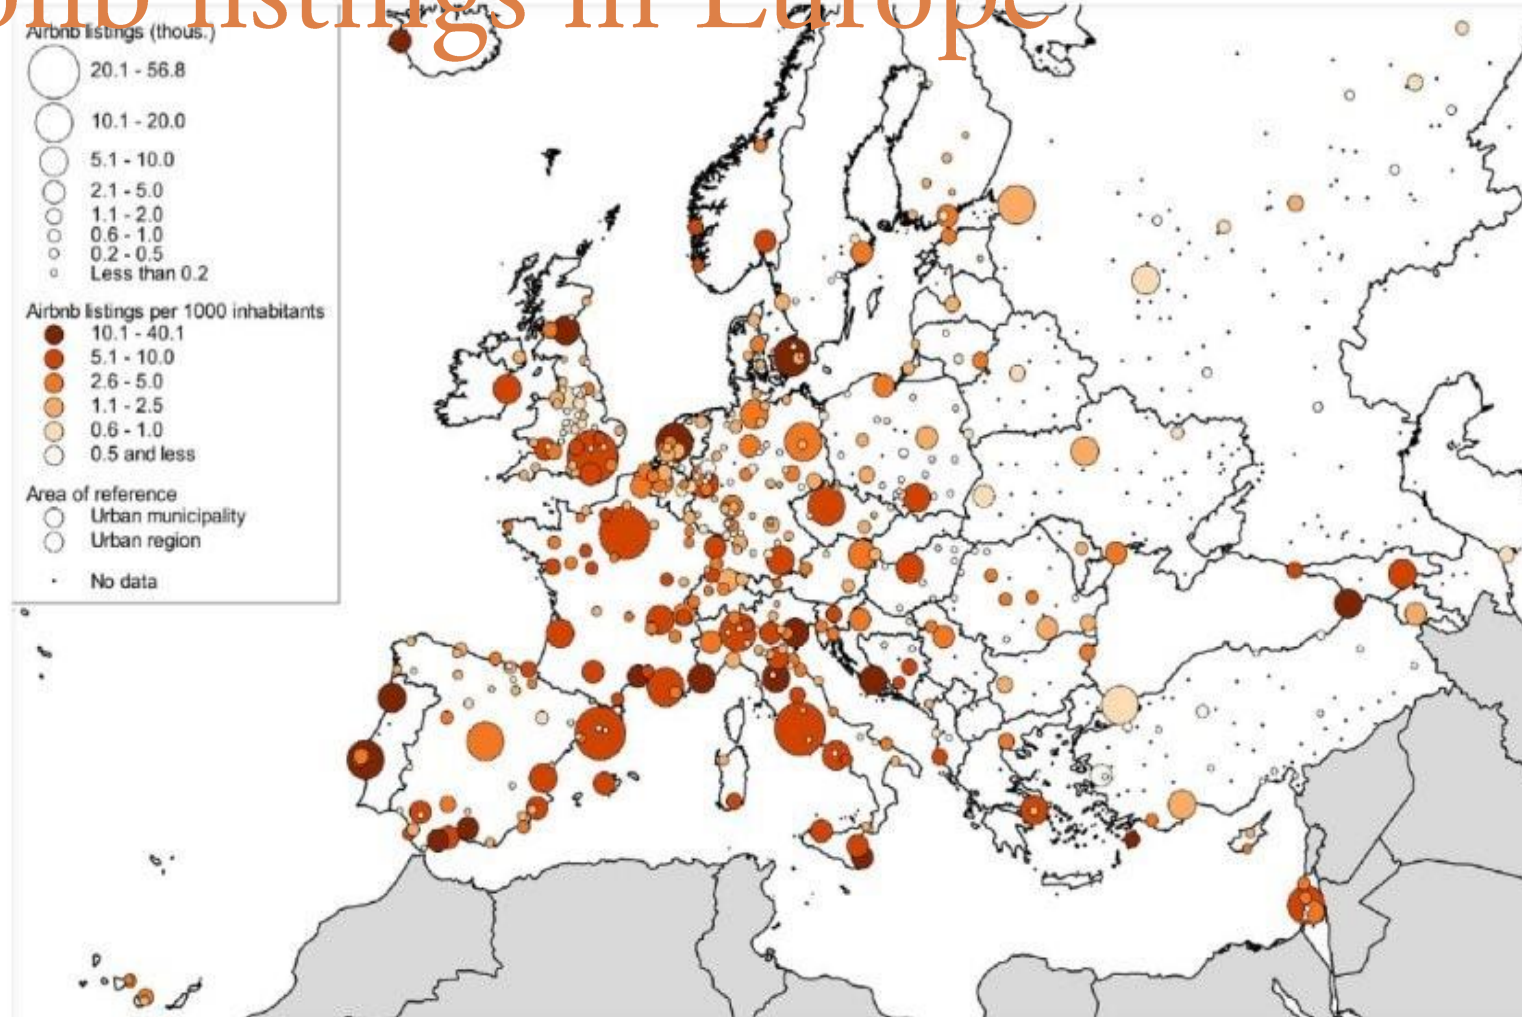 listings in Europe
Airbnb listings (thous.)
20.1 - 56.8
10.1 - 20.0
5.1 - 10.0
2.1 - 5.0
1.1 - 2.0
0.6 - 1.0
0.2 - 0.5
Less than 0.2
Airbnb listings per 1000 inhabitants
10.1 - 40.1
5.1 - 10.0
2.6 - 5.0
1.1 - 2.5
0.6 - 1.0
0.5 and less
Area of reference
Urban municipality
Urban region
No data